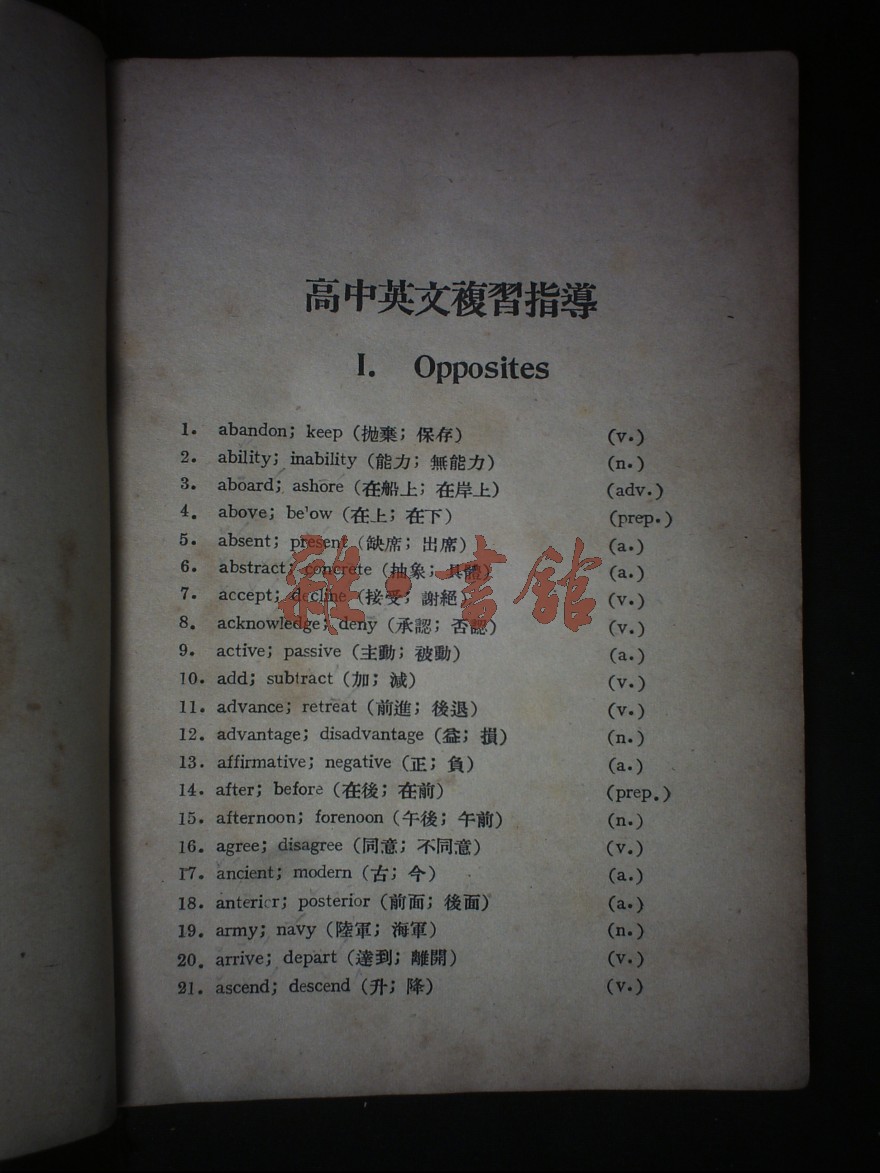 高中英文複習指導
I. Opposites
1. abandon; keep (拋棄; 保存) (v.)
2. ability; inability (能力; 無能力) (n.)
3. aboard; ashore (在船上; 在岸上) (adv.)
4. above; be'ow (在上; 在下) (prep.)
5. absent; present (缺席; 出席) (a.)
6. abstract; concrete (抽象; 具體) (a.)
7. accept; decline (接受; 謝絕) (v.)
8. acknowledge; deny (承認; 否認) (v.)
9. active; passive (主動; 被動) (a.)
10. add; subtract (加; 減) (v.)
11. advance; retreat (前進; 後退) (v.)
12. advantage; disadvantage (益; 損) (n.)
13. affirmative; negative (正; 負) (a.)
14. after; before (在後; 在前) (prep.)
15. afternoon; forenoon (午後; 午前) (n.)
16. agree; disagree (同意; 不同意) (v.)
17. ancient; modern (古; 今) (a.)
18. anterior; posterior (前面; 後面) (a.)
19. army; navy (陸軍; 海軍) (n.)
20. arrive; depart (達到; 離開) (v.)
21. ascend; descend (升; 降) (v.)
雜·書館